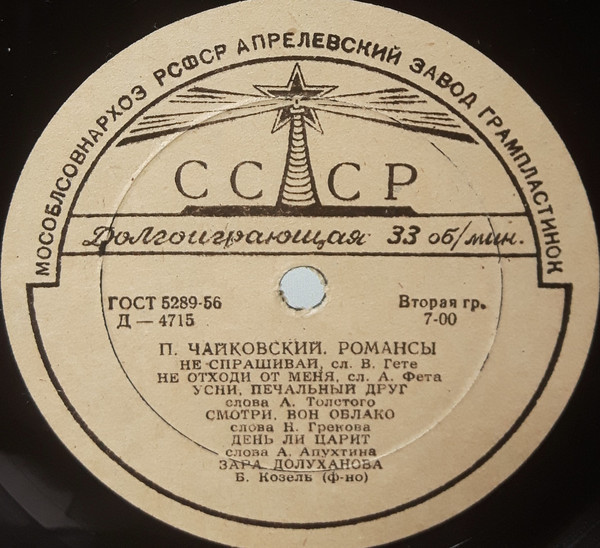 МОСОБЛСОВНАРХОЗ РСФСР АПРЕЛЕВСКИЙ ЗАВОД ГРАМПЛАСТИНОК
СССР
Долгоиграющая 33 об/мин.
ГОСТ 5289-56
Д — 4715
Вторая гр.
7-00
П. ЧАЙКОВСКИЙ. РОМАНСЫ
НЕ СПРАШИВАЙ, сл. В. Гете
НЕ ОТХОДИ ОТ МЕНЯ, сл. А. Фета
УСНИ, ПЕЧАЛЬНЫЙ ДРУГ
слова А. Толстого
СМОТРИ, ВОН ОБЛАКО
слова Н. Грекова
ДЕНЬ ЛИ ЦАРИТ
слова А. Апухтина
ЗАРА ДОЛУХАНОВА
Б. Козель (ф-но)